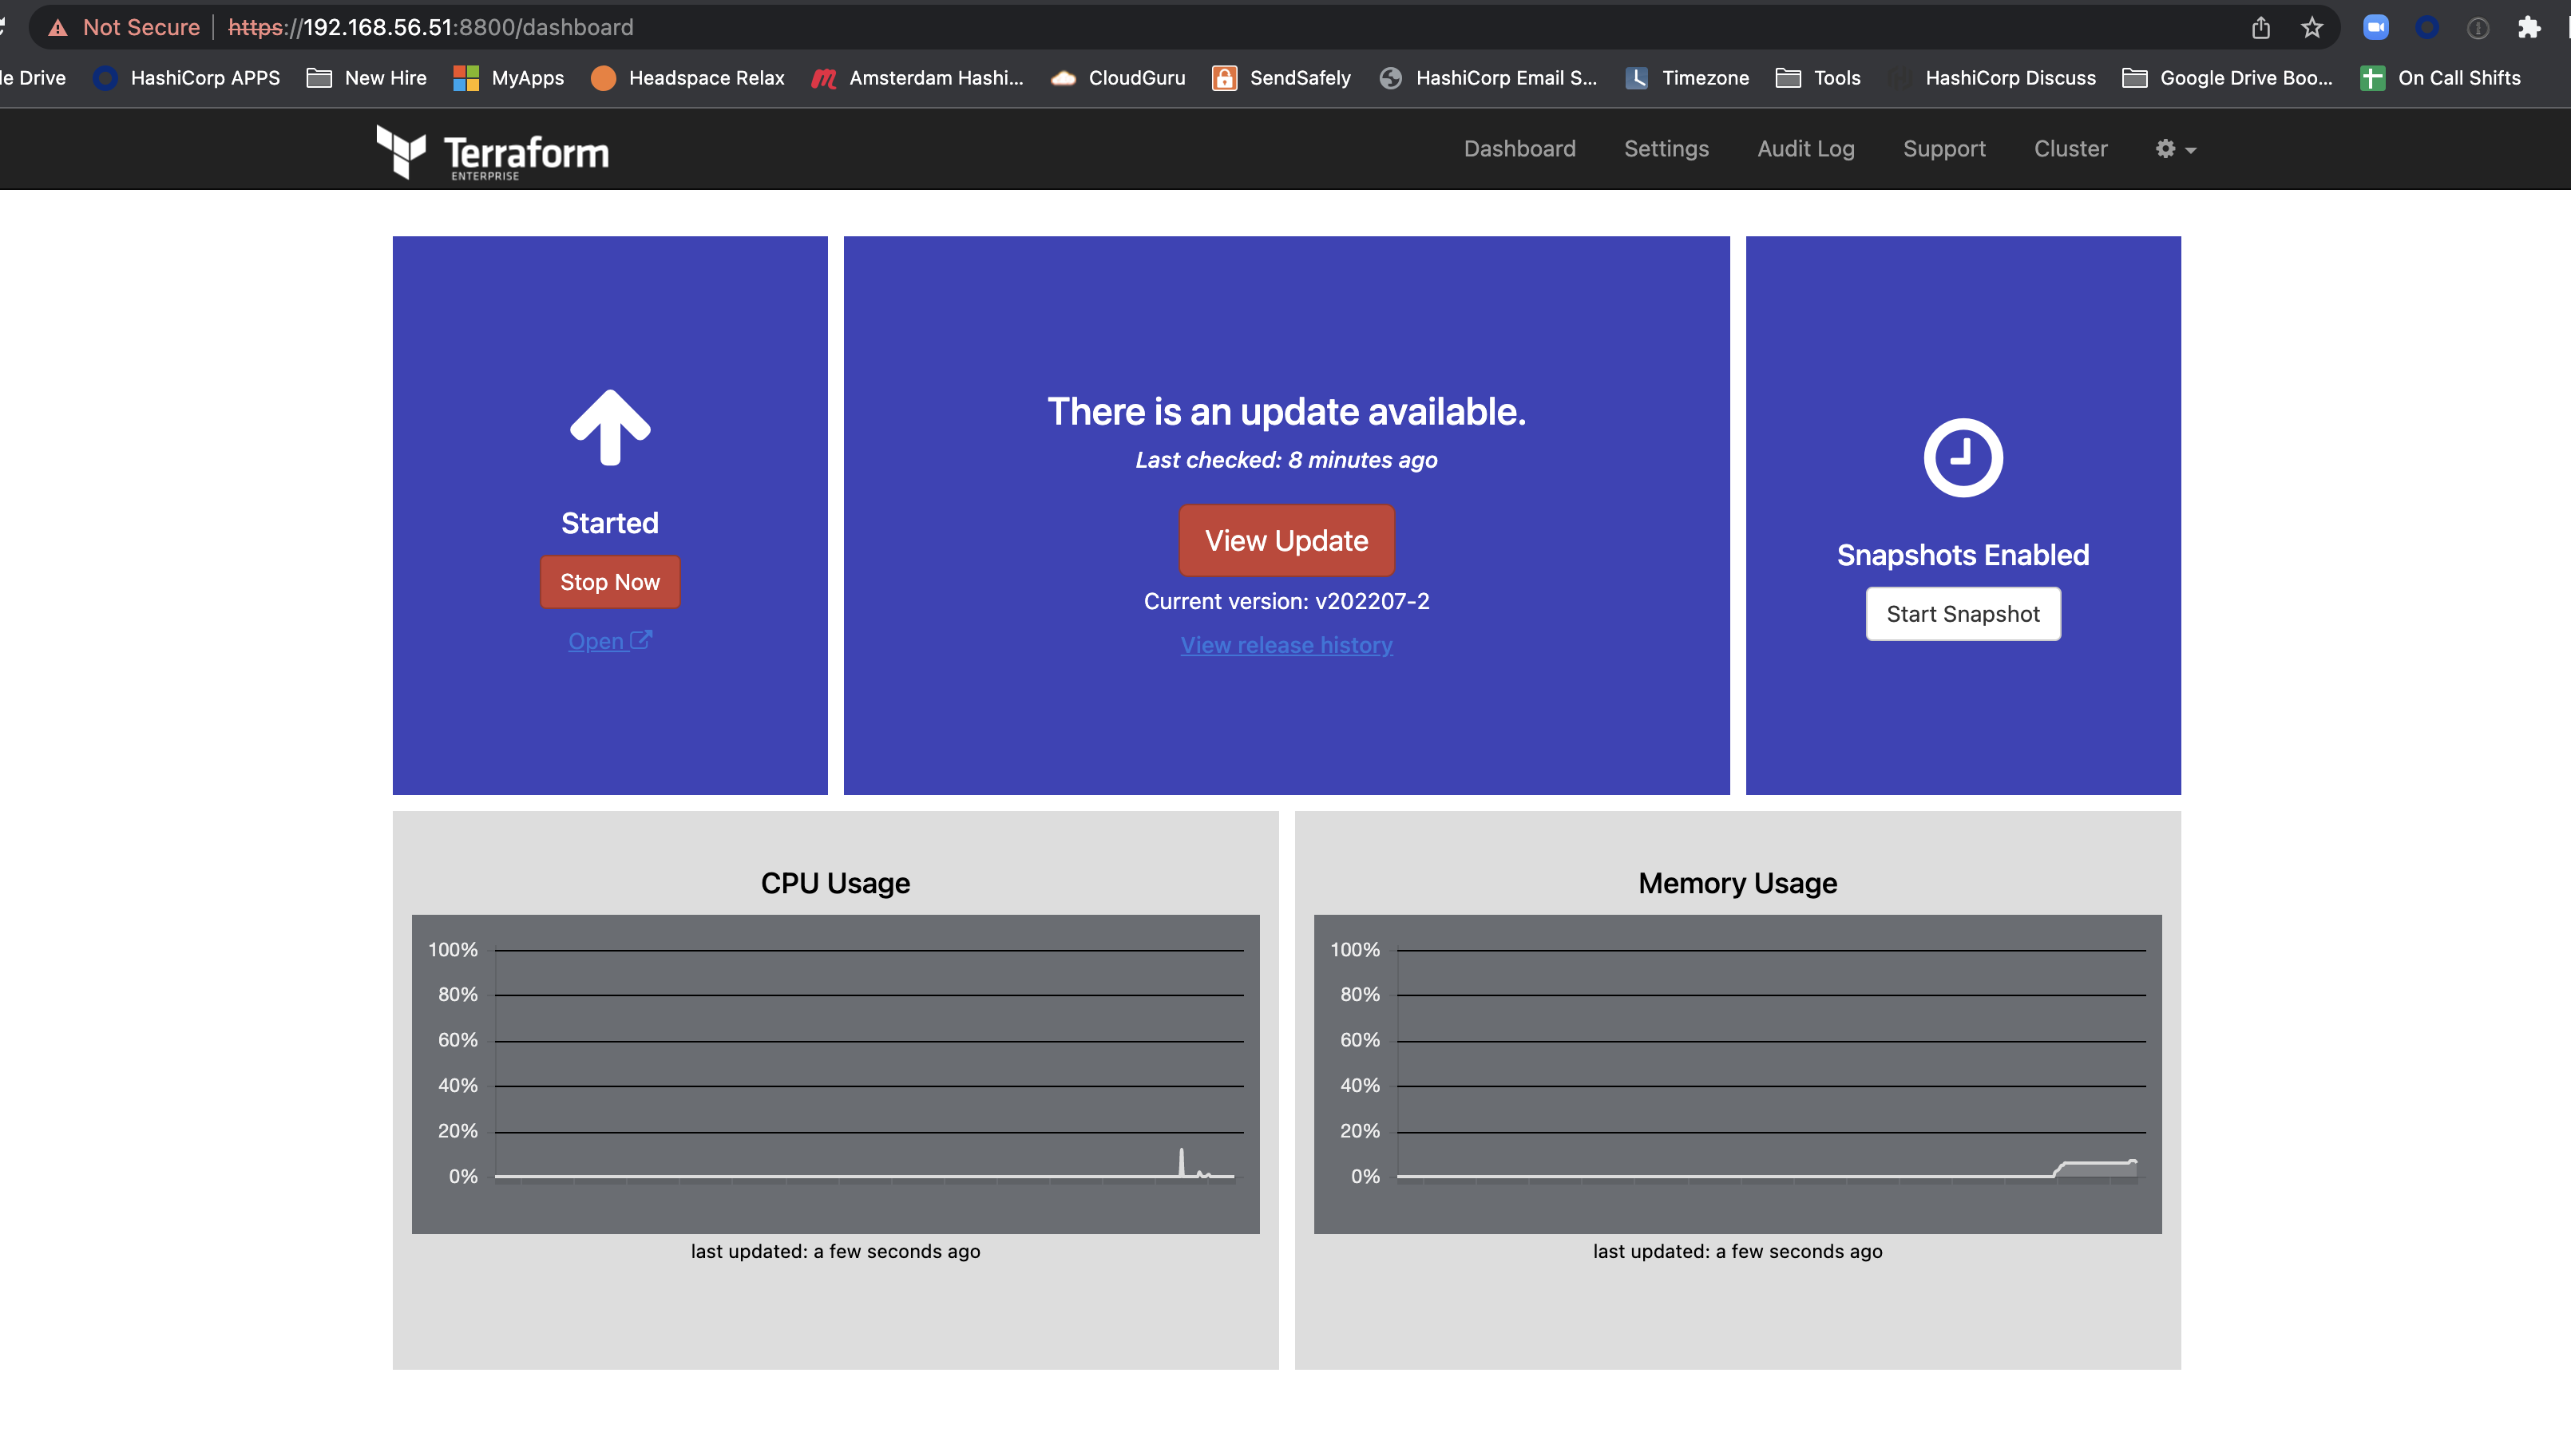 Not Secure https://192.168.56.51:8800/dashboard
le Drive HashiCorp APPS New Hire MyApps Headspace Relax Amsterdam Hashi... CloudGuru SendSafely HashiCorp Email S... Timezone Tools HashiCorp Discuss Google Drive Boo... On Call Shifts
Terraform
ENTERPRISE
Dashboard Settings Audit Log Support Cluster
Started
Stop Now
Open
There is an update available.
Last checked: 8 minutes ago
View Update
Current version: v202207-2
View release history
Snapshots Enabled
Start Snapshot
CPU Usage
100%
80%
60%
40%
20%
0%
last updated: a few seconds ago
Memory Usage
100%
80%
60%
40%
20%
0%
last updated: a few seconds ago